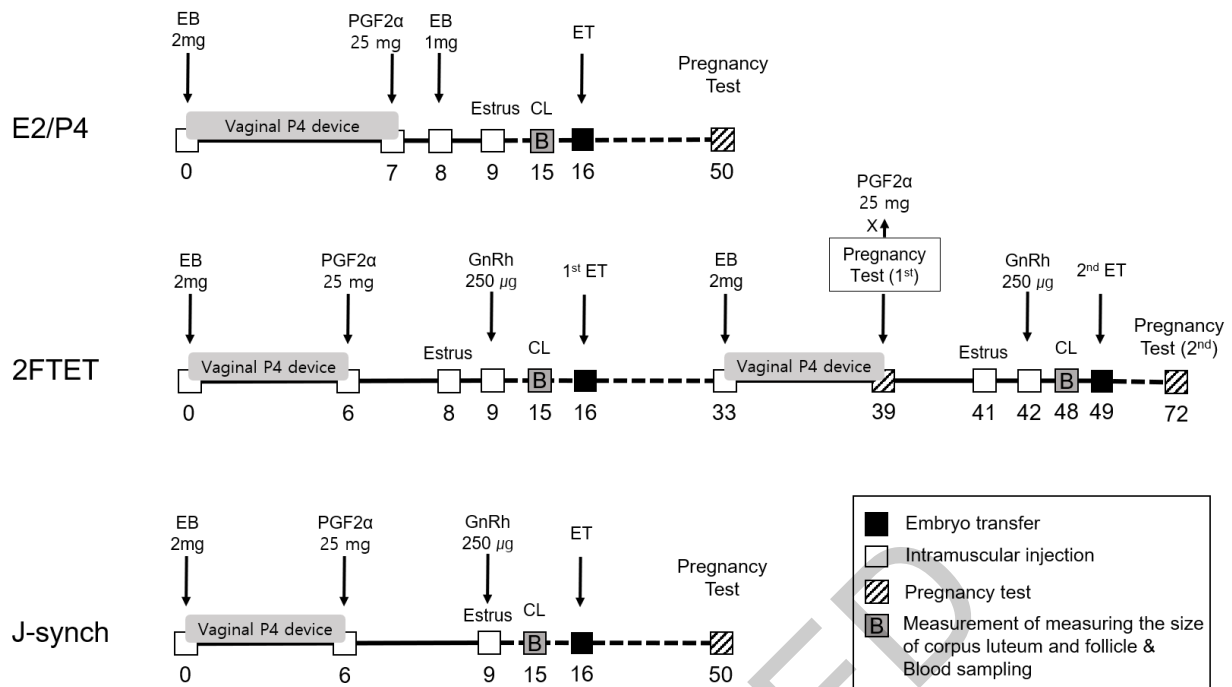 EB
2mg
PGF2α
25 mg
EB
1mg
ET
Pregnancy
Test
Estrus
CL
E2/P4
Vaginal P4 device
B
0
7
8
9
15
16
50
PGF2α
25 mg
X
EB
2mg
PGF2α
25 mg
GnRh
250 µg
1st ET
EB
2mg
Pregnancy
Test (1st)
GnRh
250 µg
2nd ET
Pregnancy
Test (2nd)
Estrus
CL
Estrus
CL
2FTET
Vaginal P4 device
B
Vaginal P4 device
B
0
6
8
9
15
16
33
39
41
42
48
49
72
EB
2mg
PGF2α
25 mg
GnRh
250 µg
ET
Pregnancy
Test
Estrus
CL
J-synch
Vaginal P4 device
B
0
6
9
15
16
50
Embryo transfer
Intramuscular injection
Pregnancy test
B Measurement of measuring the size
of corpus luteum and follicle &
Blood sampling